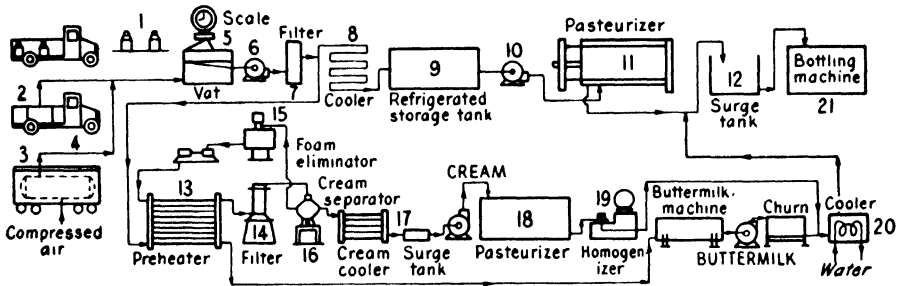 1
Scale
5
6
Filter
7
Vat
8
Cooler
9
Refrigerated
storage tank
10
Pasteurizer
11
12
Surge
tank
Bottling
machine
21
2
3
4
Compressed
air
15
Foam
eliminator
13
Preheater
14
Filter
Cream
separator
16
Cream
cooler
17
Surge
tank
CREAM
18
Pasteurizer
19
Homogen
izer
Buttermilk
machine
BUTTERMILK
Churn
Cooler
20
Water